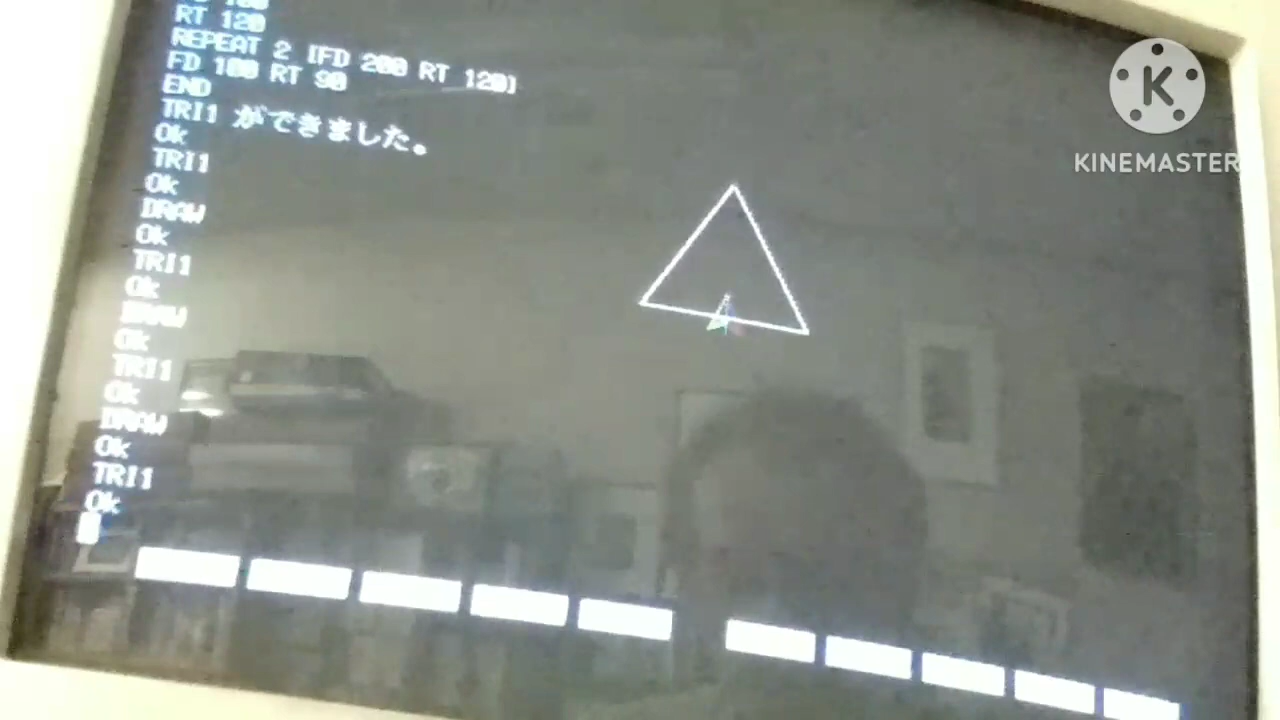 RT 120
REPEAT 2 [FD 200 RT 120]
FD 100 RT 90
END
TRI1 ができました。
Ok
TRI1
Ok
DRAW
Ok
TRI1
Ok
DRAW
Ok
TRI1
Ok
DRAW
Ok
TRI1
Ok
K
KINEMASTER